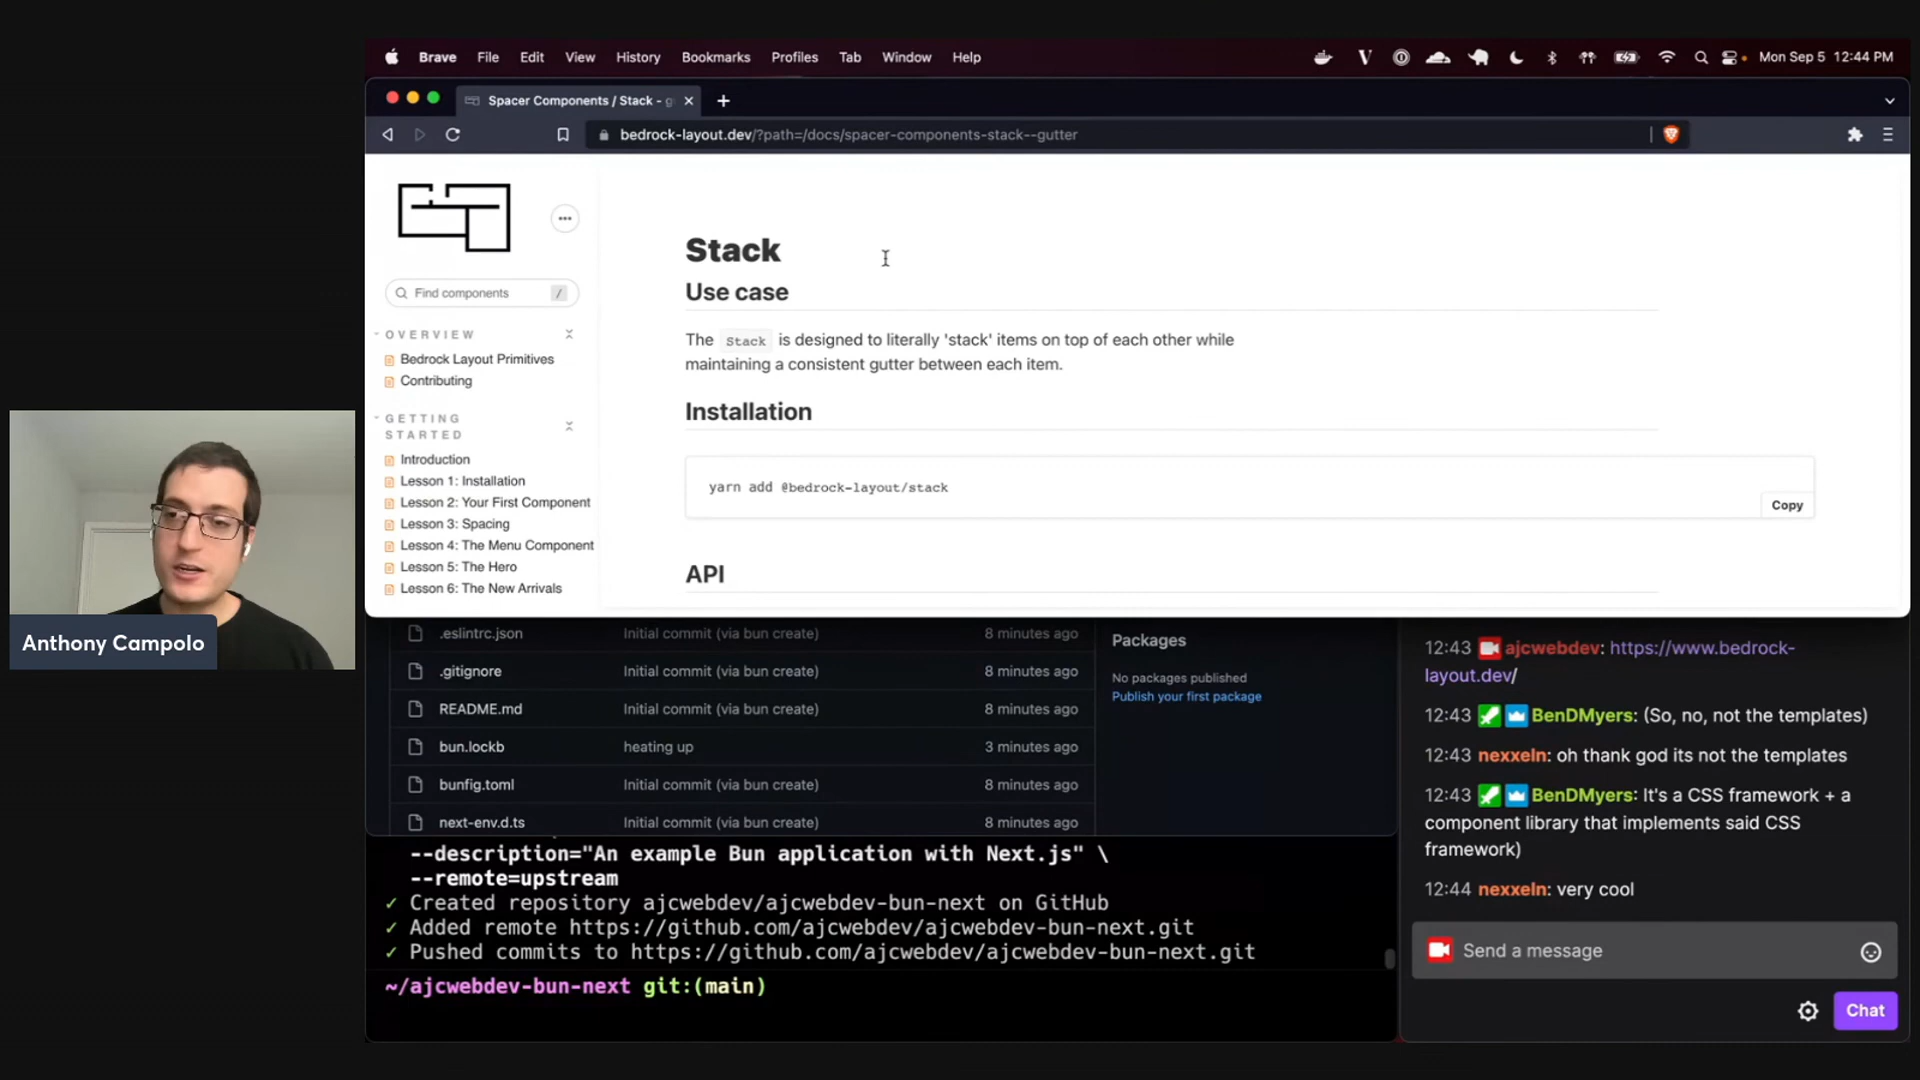 Brave File Edit View History Bookmarks Profiles Tab Window Help
Mon Sep 5 12:44 PM
Spacer Components / Stack - g
bedrock-layout.dev/?path=/docs/spacer-components-stack--gutter
Find components /
OVERVIEW
Bedrock Layout Primitives
Contributing
GETTING
STARTED
Introduction
Lesson 1: Installation
Lesson 2: Your First Component
Lesson 3: Spacing
Lesson 4: The Menu Component
Lesson 5: The Hero
Lesson 6: The New Arrivals
Stack
Use case
The Stack is designed to literally 'stack' items on top of each other while
maintaining a consistent gutter between each item.
Installation
yarn add @bedrock-layout/stack
Copy
API
Anthony Campolo
.eslintrc.json Initial commit (via bun create) 8 minutes ago
.gitignore Initial commit (via bun create) 8 minutes ago
README.md Initial commit (via bun create) 8 minutes ago
bun.lockb heating up 3 minutes ago
bunfig.toml Initial commit (via bun create) 8 minutes ago
next-env.d.ts Initial commit (via bun create) 8 minutes ago
Packages
No packages published
Publish your first package
--description="An example Bun application with Next.js" \
--remote=upstream
✓ Created repository ajcwebdev/ajcwebdev-bun-next on GitHub
✓ Added remote https://github.com/ajcwebdev/ajcwebdev-bun-next.git
✓ Pushed commits to https://github.com/ajcwebdev/ajcwebdev-bun-next.git
~/ajcwebdev-bun-next git:(main)
12:43 ajcwebdev: https://www.bedrock-
layout.dev/
12:43 BenDMyers: (So, no, not the templates)
12:43 nexxeln: oh thank god its not the templates
12:43 BenDMyers: It's a CSS framework + a
component library that implements said CSS
framework)
12:44 nexxeln: very cool
Send a message
Chat